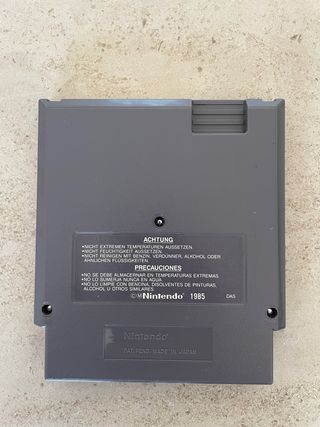 ACHTUNG
•NICHT EXTREMEN TEMPERATUREN AUSSETZEN.
•NICHT FEUCHTIGKEIT AUSSETZEN.
•NICHT REINIGEN MIT BENZIN, VERDÜNNER, ALKOHOL ODER
ÄHNLICHEN FLÜSSIGKEITEN.
PRECAUCIONES
•NO SE DEBE ALMACERNAR EN TEMPERATURAS EXTREMAS.
•NO LO SUMERJA NUNCA EN AGUA.
•NO LO LIMPIE CON BENCINA, DISOLVENTES DE PINTURAS,
ALCOHOL U OTROS SIMILARES.
©M Nintendo 1985 DAS
Nintendo
PAT. PEND. MADE IN JAPAN